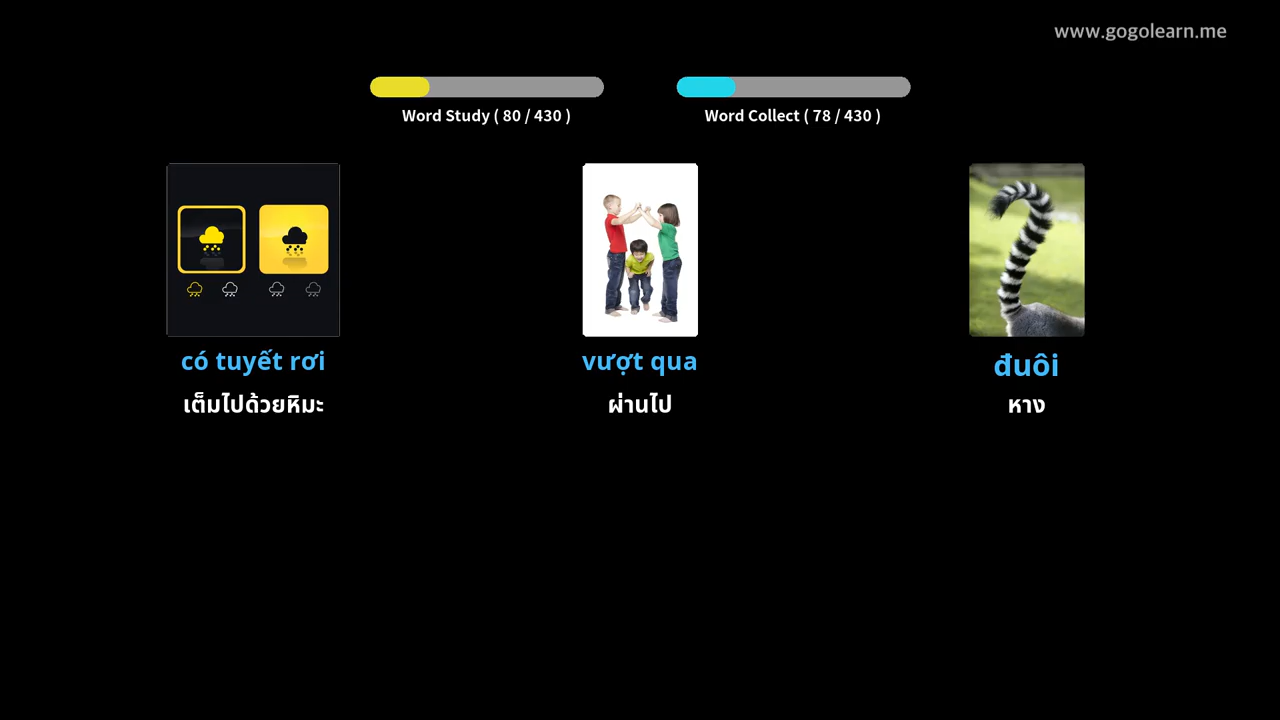 www.gogolearn.me
Word Study ( 80 / 430 )
Word Collect ( 78 / 430 )
có tuyết rơi
vượt qua
đuôi
เต็มไปด้วยหิมะ
ผ่านไป
หาง